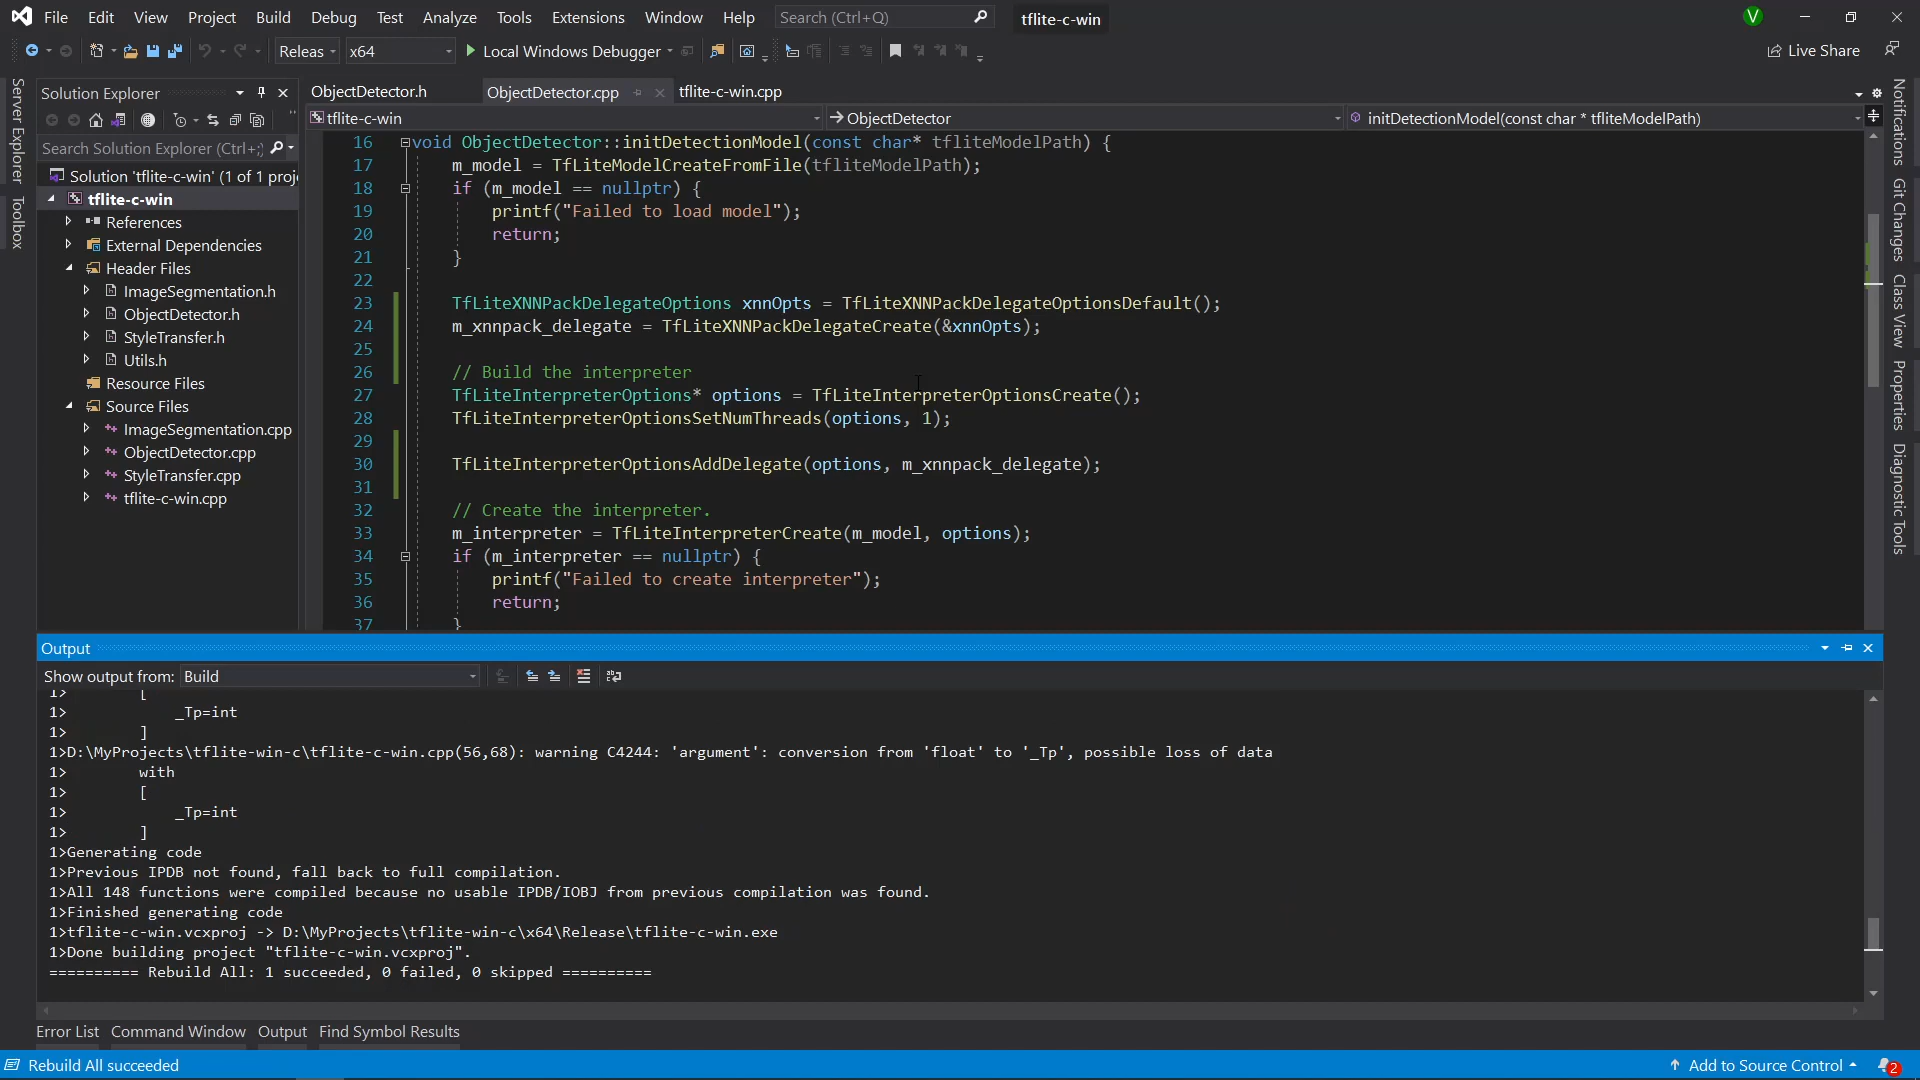 File Edit View Project Build Debug Test Analyze Tools Extensions Window Help Search (Ctrl+Q) tflite-c-win V
Releas x64 Local Windows Debugger Live Share
Server Explorer
Toolbox
Solution Explorer
Search Solution Explorer (Ctrl+;)
Solution 'tflite-c-win' (1 of 1 proj
tflite-c-win
References
External Dependencies
Header Files
ImageSegmentation.h
ObjectDetector.h
StyleTransfer.h
Utils.h
Resource Files
Source Files
ImageSegmentation.cpp
ObjectDetector.cpp
StyleTransfer.cpp
tflite-c-win.cpp
ObjectDetector.h ObjectDetector.cpp tflite-c-win.cpp
tflite-c-win ObjectDetector initDetectionModel(const char * tfliteModelPath)
16 void ObjectDetector::initDetectionModel(const char* tfliteModelPath) {
17 m_model = TfLiteModelCreateFromFile(tfliteModelPath);
18 if (m_model == nullptr) {
19 printf("Failed to load model");
20 return;
21 }
22
23 TfLiteXNNPackDelegateOptions xnnOpts = TfLiteXNNPackDelegateOptionsDefault();
24 m_xnnpack_delegate = TfLiteXNNPackDelegateCreate(&xnnOpts);
25
26 // Build the interpreter
27 TfLiteInterpreterOptions* options = TfLiteInterpreterOptionsCreate();
28 TfLiteInterpreterOptionsSetNumThreads(options, 1);
29
30 TfLiteInterpreterOptionsAddDelegate(options, m_xnnpack_delegate);
31
32 // Create the interpreter.
33 m_interpreter = TfLiteInterpreterCreate(m_model, options);
34 if (m_interpreter == nullptr) {
35 printf("Failed to create interpreter");
36 return;
37 }
Notifications
Git Changes
Class View
Properties
Diagnostic Tools
Output
Show output from: Build
1> [
1> _Tp=int
1> ]
1>D:\MyProjects\tflite-win-c\tflite-c-win.cpp(56,68): warning C4244: 'argument': conversion from 'float' to '_Tp', possible loss of data
1> with
1> [
1> _Tp=int
1> ]
1>Generating code
1>Previous IPDB not found, fall back to full compilation.
1>All 148 functions were compiled because no usable IPDB/IOBJ from previous compilation was found.
1>Finished generating code
1>tflite-c-win.vcxproj -> D:\MyProjects\tflite-win-c\x64\Release\tflite-c-win.exe
1>Done building project "tflite-c-win.vcxproj".
========== Rebuild All: 1 succeeded, 0 failed, 0 skipped ==========
Error List Command Window Output Find Symbol Results
Rebuild All succeeded Add to Source Control 2